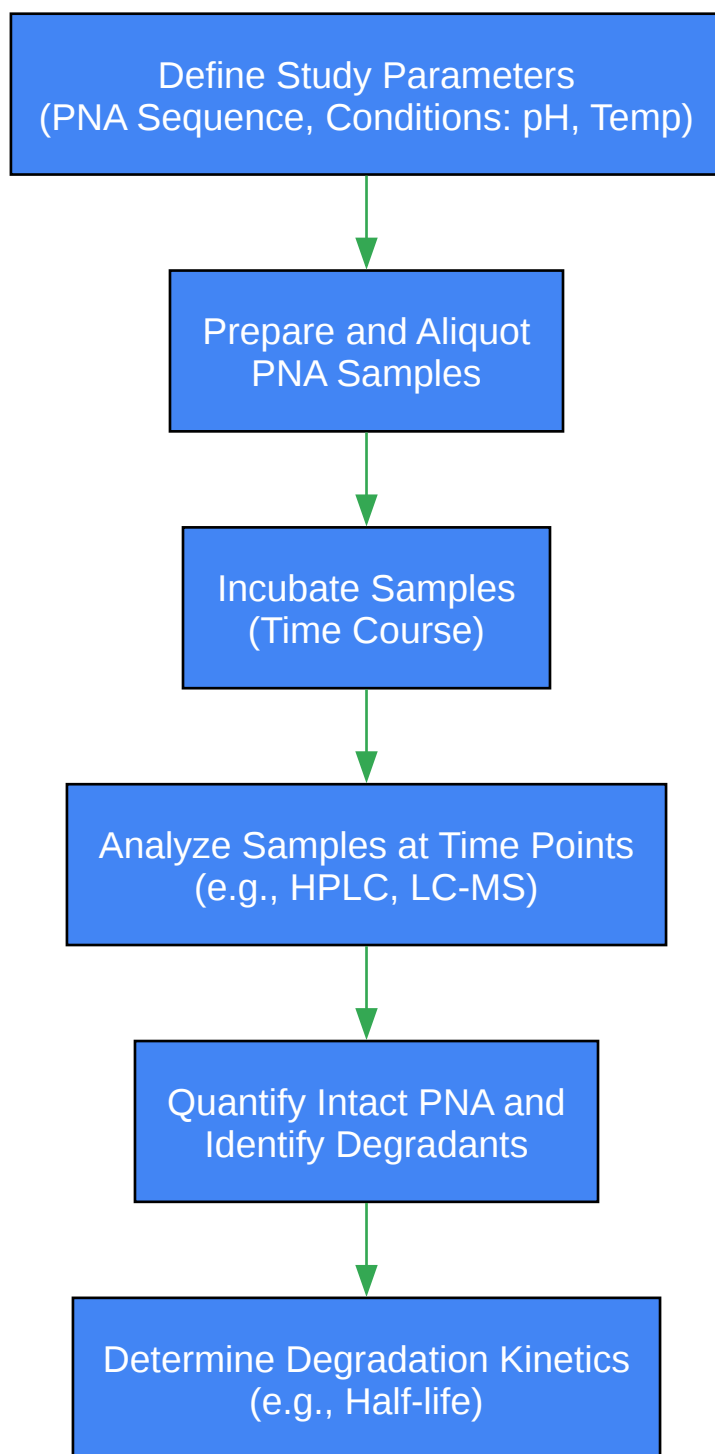 Define Study Parameters
(PNA Sequence, Conditions: pH, Temp)
Prepare and Aliquot
PNA Samples
Incubate Samples
(Time Course)
Analyze Samples at Time Points
(e.g., HPLC, LC-MS)
Quantify Intact PNA and
Identify Degradants
Determine Degradation Kinetics
(e.g., Half-life)